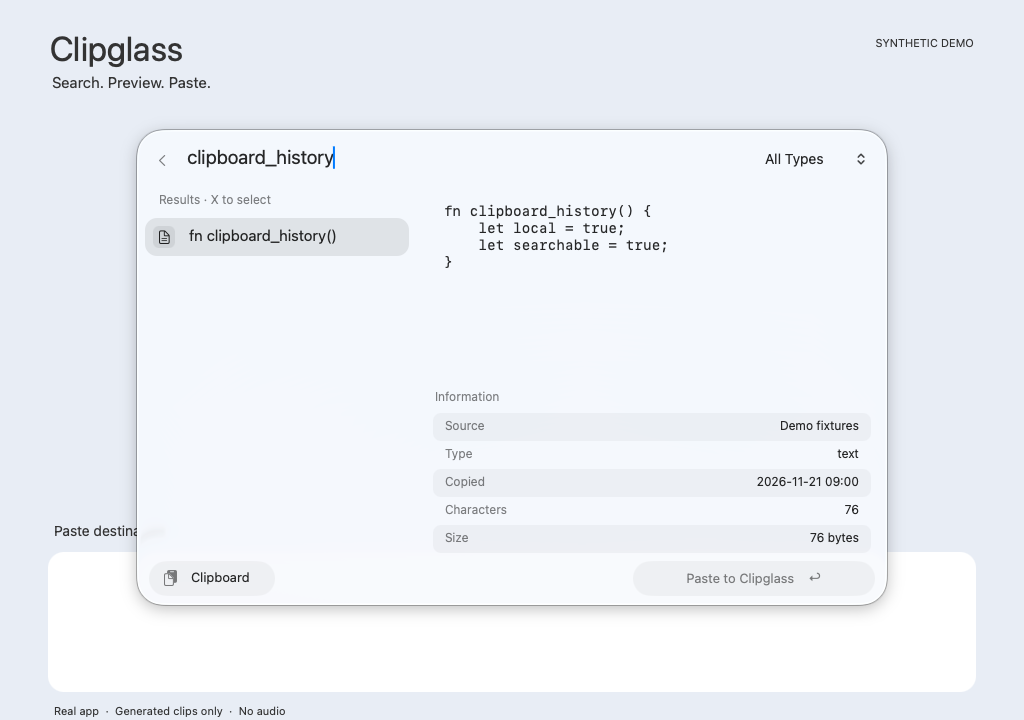 Clipglass
SYNTHETIC DEMO
Search. Preview. Paste.
clipboard_history
All Types
Results · X to select
fn clipboard_history()
fn clipboard_history() {
    let local = true;
    let searchable = true;
}
Information
Source Demo fixtures
Type text
Copied 2026-11-21 09:00
Characters 76
Size 76 bytes
Paste destina
Clipboard
Paste to Clipglass ↩
Real app · Generated clips only · No audio